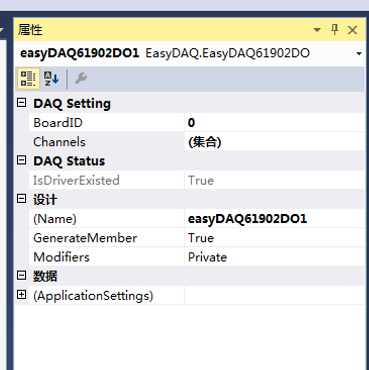 属性
easyDAQ61902DO1 EasyDAQ.EasyDAQ61902DO
DAQ Setting
BoardID 0
Channels (集合)
DAQ Status
IsDriverExisted True
设计
(Name) easyDAQ61902DO1
GenerateMember True
Modifiers Private
数据
(ApplicationSettings)